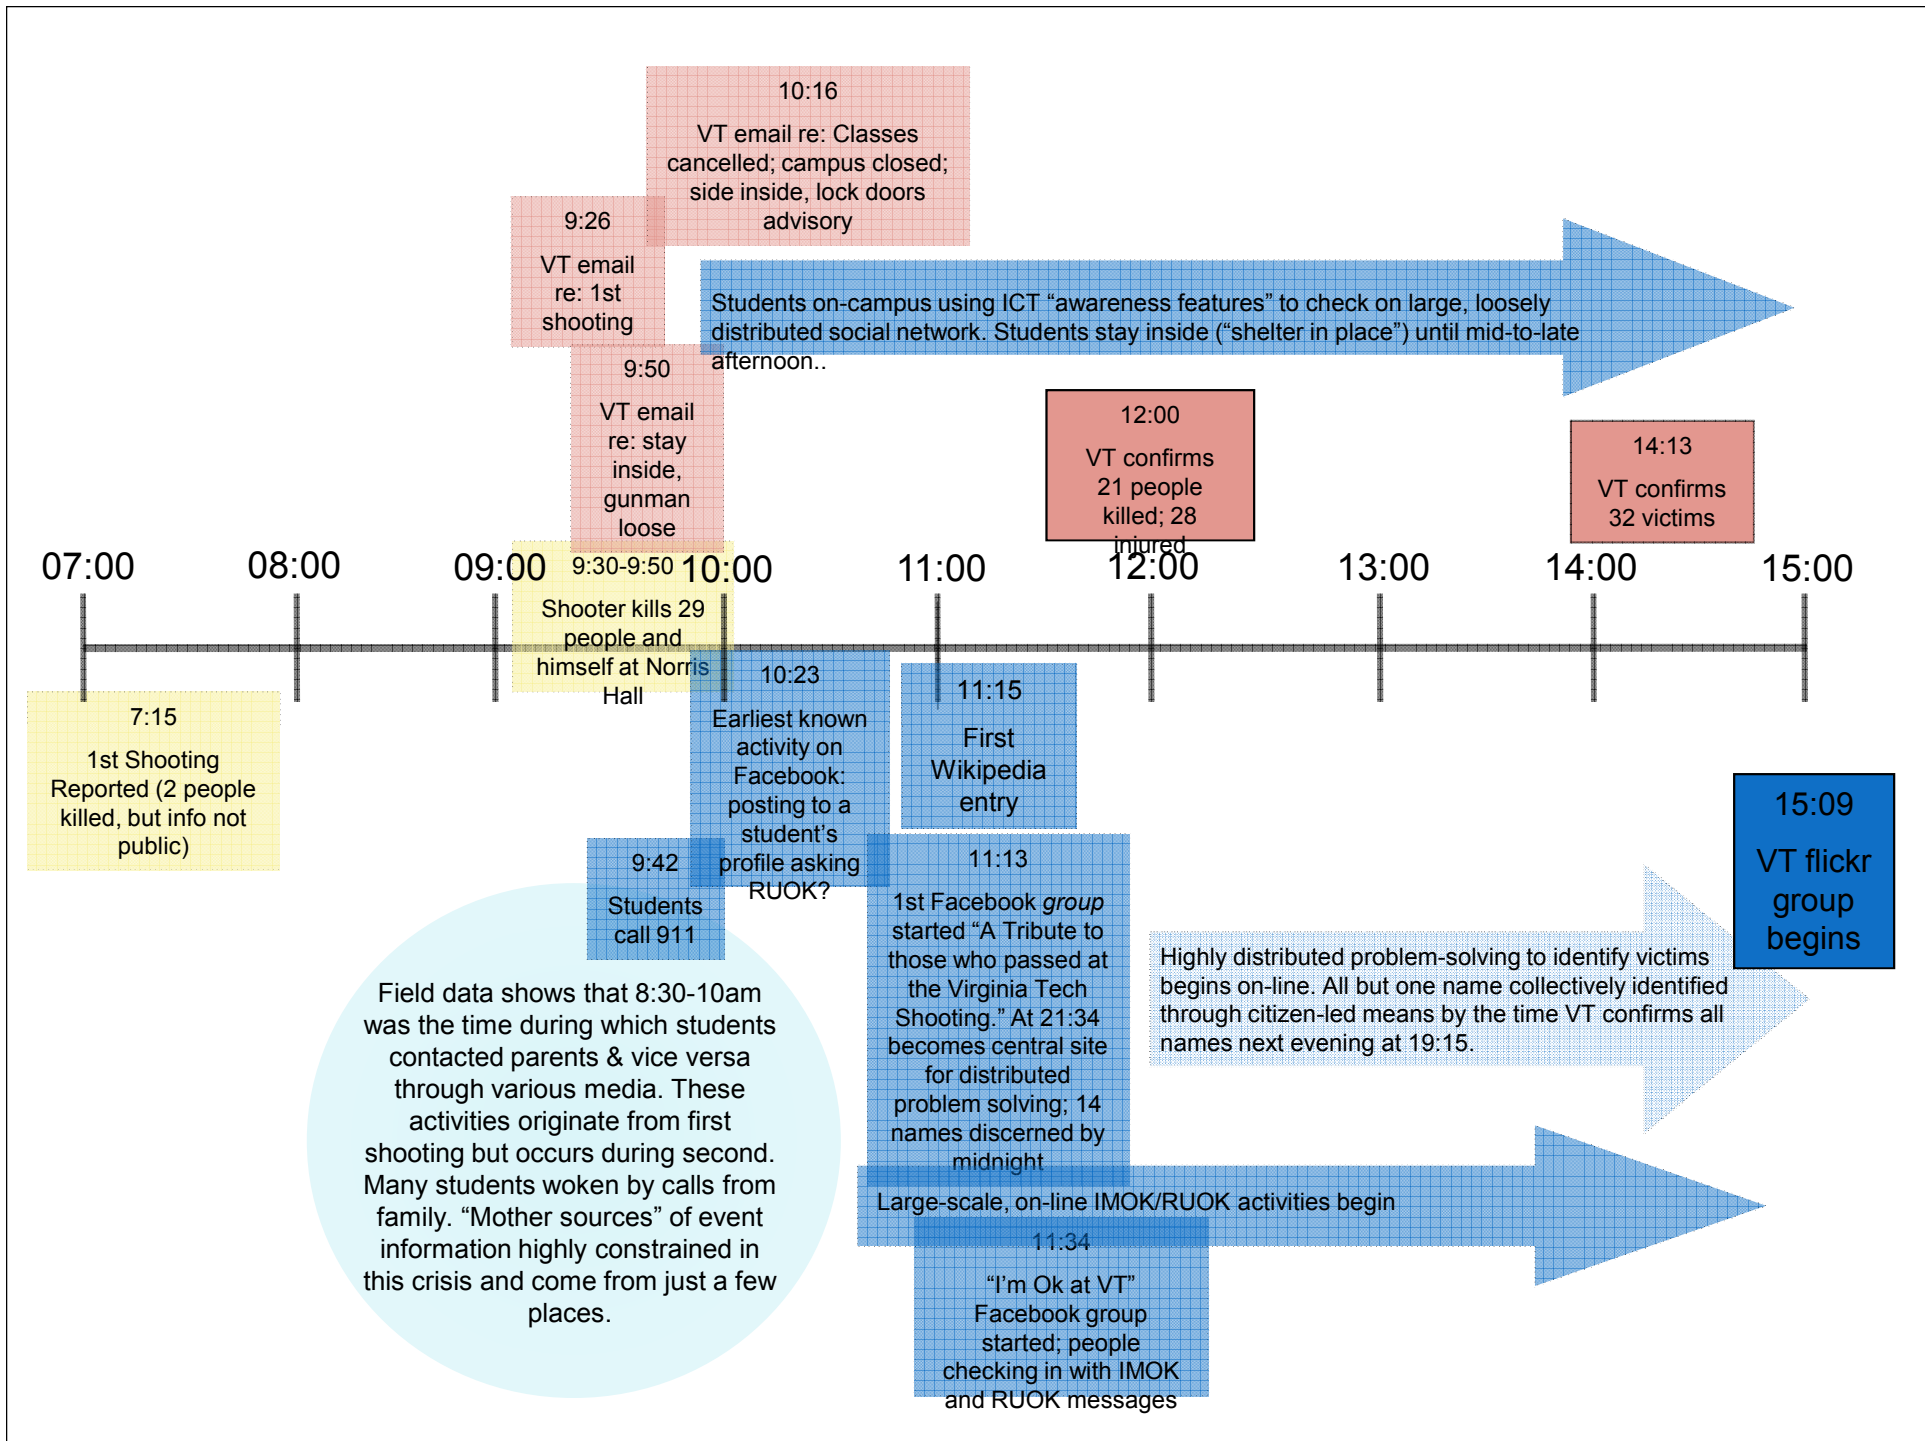 10:16
VT email re: Classes
cancelled; campus closed;
side inside, lock doors
advisory
9:26
VT email
re: 1st
shooting
Students on-campus using ICT “awareness features” to check on large, loosely
distributed social network. Students stay inside (“shelter in place”) until mid-to-late
afternoon..
9:50
VT email
re: stay
inside,
gunman
loose
12:00
VT confirms
21 people
killed; 28
injured
14:13
VT confirms
32 victims
07:00
08:00
09:00
10:00
11:00
12:00
13:00
14:00
15:00
9:30-9:50
Shooter kills 29
people and
himself at Norris
Hall
7:15
1st Shooting
Reported (2 people
killed, but info not
public)
10:23
Earliest known
activity on
Facebook:
posting to a
student’s
profile asking
RUOK?
11:15
First
Wikipedia
entry
9:42
Students
call 911
11:13
1st Facebook group
started “A Tribute to
those who passed at
the Virginia Tech
Shooting.” At 21:34
becomes central site
for distributed
problem solving; 14
names discerned by
midnight
15:09
VT flickr
group
begins
Highly distributed problem-solving to identify victims
begins on-line. All but one name collectively identified
through citizen-led means by the time VT confirms all
names next evening at 19:15.
Field data shows that 8:30-10am
was the time during which students
contacted parents & vice versa
through various media. These
activities originate from first
shooting but occurs during second.
Many students woken by calls from
family. “Mother sources” of event
information highly constrained in
this crisis and come from just a few
places.
Large-scale, on-line IMOK/RUOK activities begin
11:34
“I’m Ok at VT”
Facebook group
started; people
checking in with IMOK
and RUOK messages